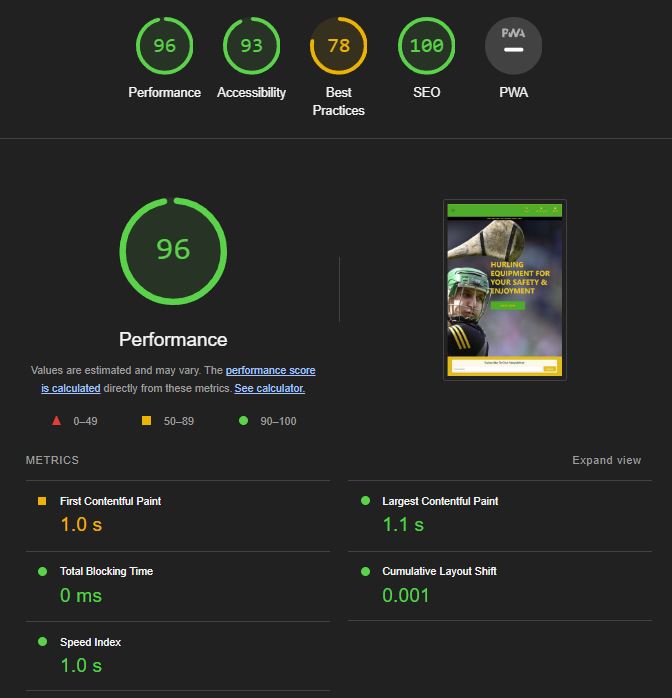 96
93
78
100
PWA
Performance
Accessibility
Best
Practices
SEO
PWA
96
Performance
Values are estimated and may vary. The performance score
is calculated directly from these metrics. See calculator.
0–49
50–89
90–100
HURLING
EQUIPMENT FOR
YOUR SAFETY &
ENJOYMENT
METRICS
Expand view
First Contentful Paint
1.0 s
Largest Contentful Paint
1.1 s
Total Blocking Time
0 ms
Cumulative Layout Shift
0.001
Speed Index
1.0 s